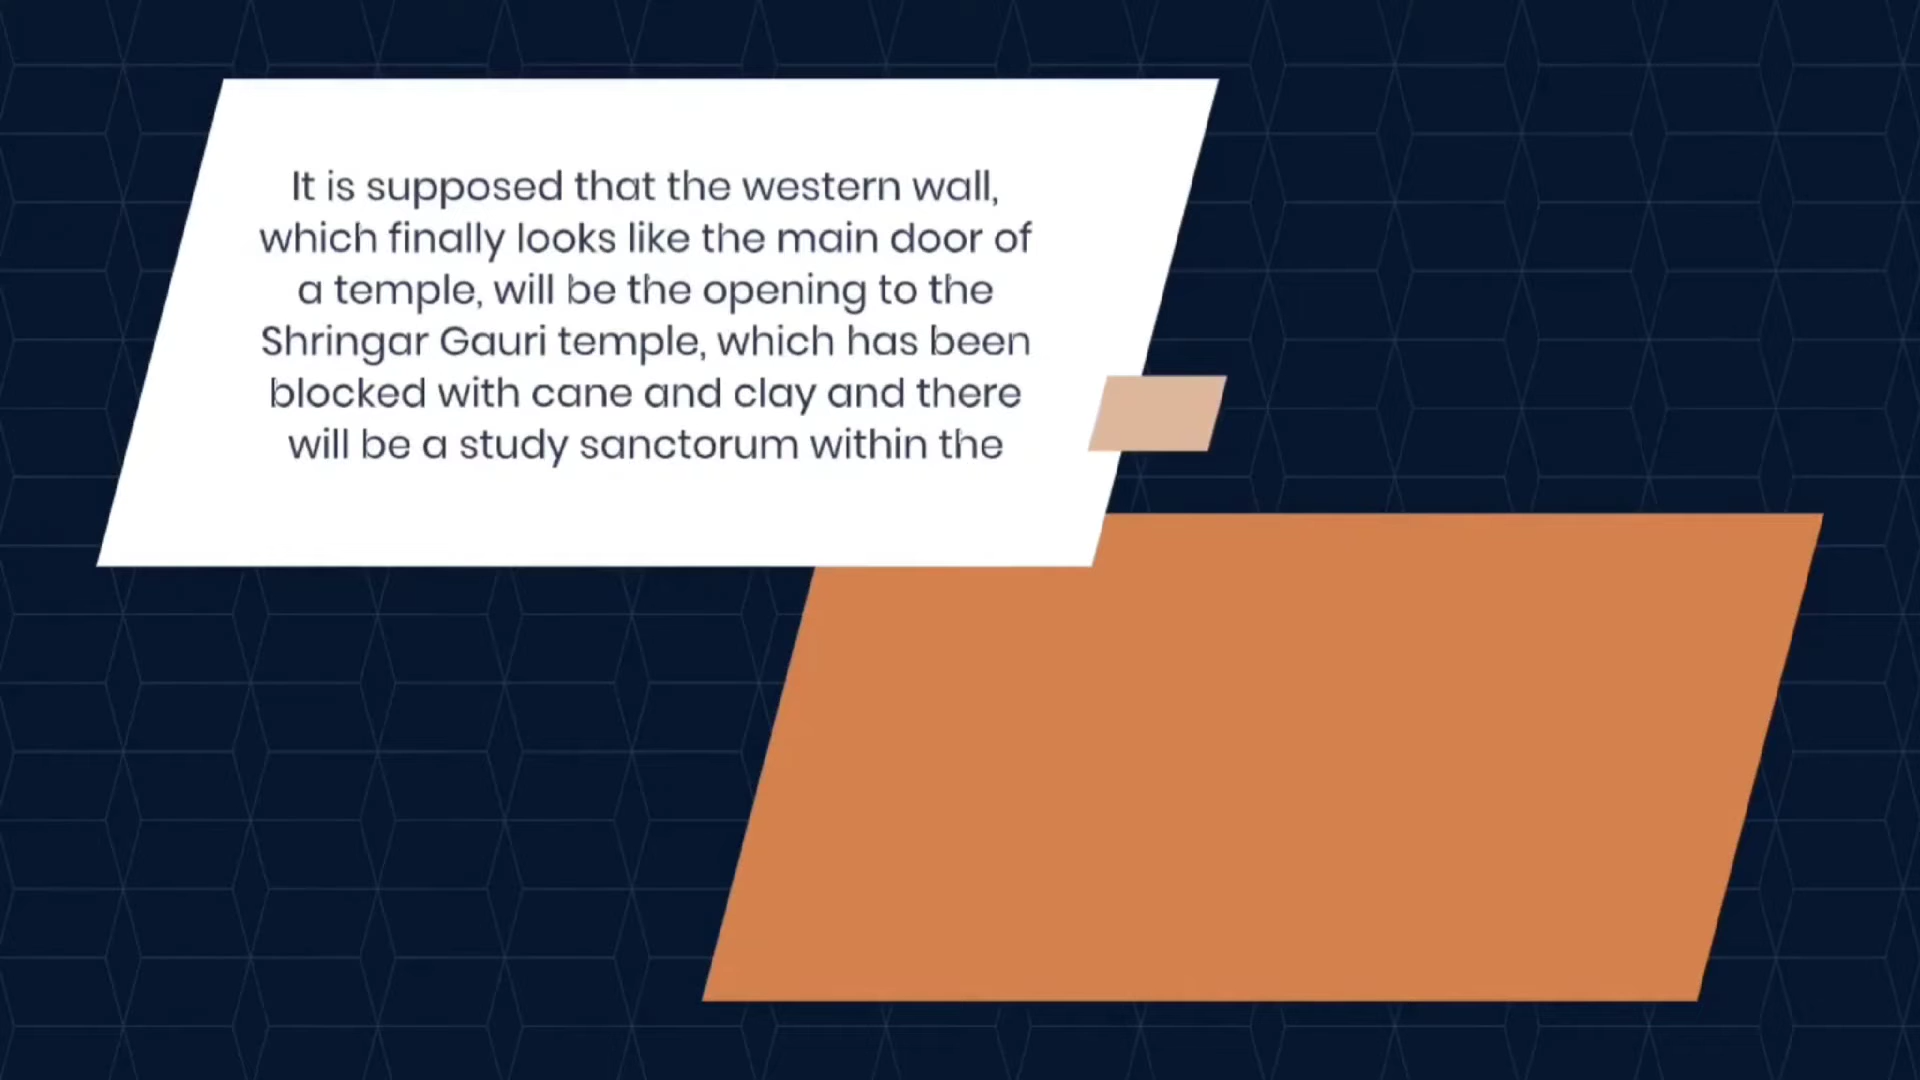 It is supposed that the western wall,
which finally looks like the main door of
a temple, will be the opening to the
Shringar Gauri temple, which has been
blocked with cane and clay and there
will be a study sanctorum within the